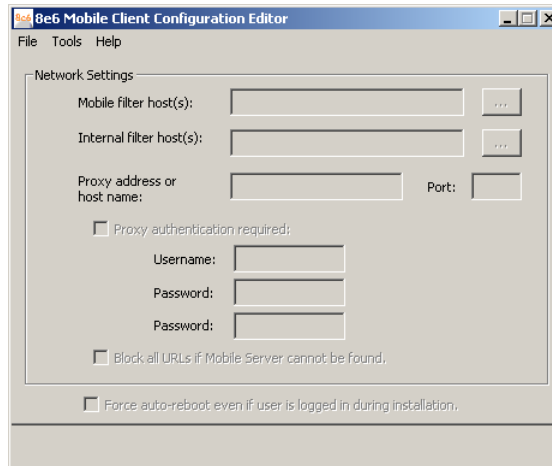 8e6 8e6 Mobile Client Configuration Editor
File Tools Help
Network Settings
Mobile filter host(s): ...
Internal filter host(s): ...
Proxy address or
host name:
Port:
Proxy authentication required:
Username:
Password:
Password:
Block all URLs if Mobile Server cannot be found.
Force auto-reboot even if user is logged in during installation.